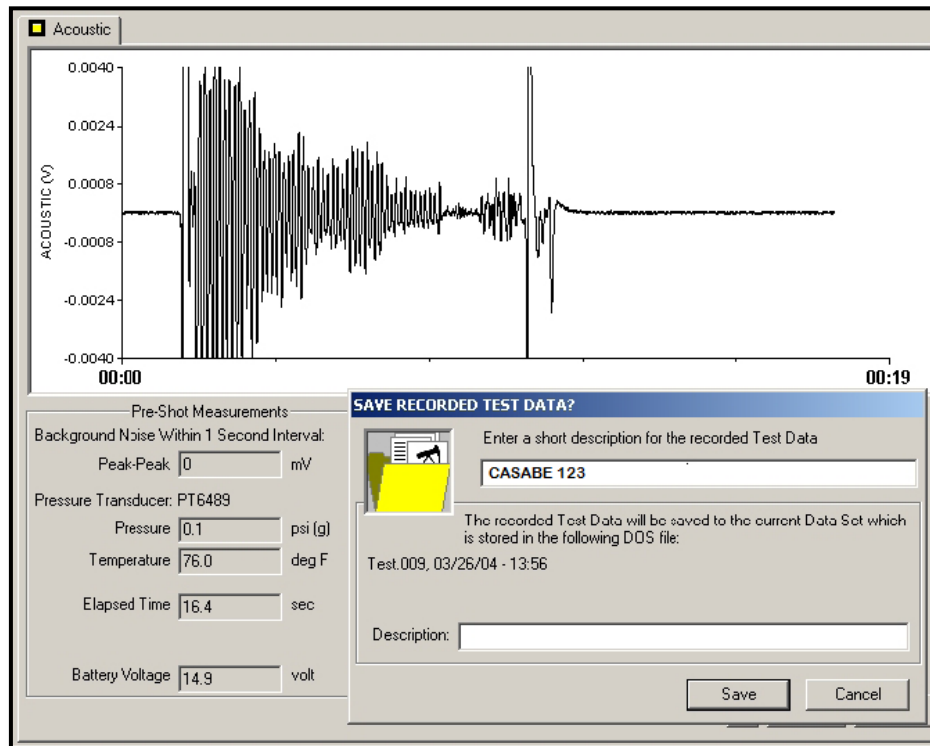 Acoustic
0.0040
0.0024
0.0008
-0.0008
-0.0024
-0.0040
ACOUSTIC (V)
00:00
00:19
Pre-Shot Measurements
Background Noise Within 1 Second Interval:
Peak-Peak 0 mV
Pressure Transducer: PT6489
Pressure 0.1 psi (g)
Temperature 76.0 deg F
Elapsed Time 16.4 sec
Battery Voltage 14.9 volt
SAVE RECORDED TEST DATA?
Enter a short description for the recorded Test Data
CASABE 123
The recorded Test Data will be saved to the current Data Set which
is stored in the following DOS file:
Test.009, 03/26/04 - 13:56
Description:
Save
Cancel